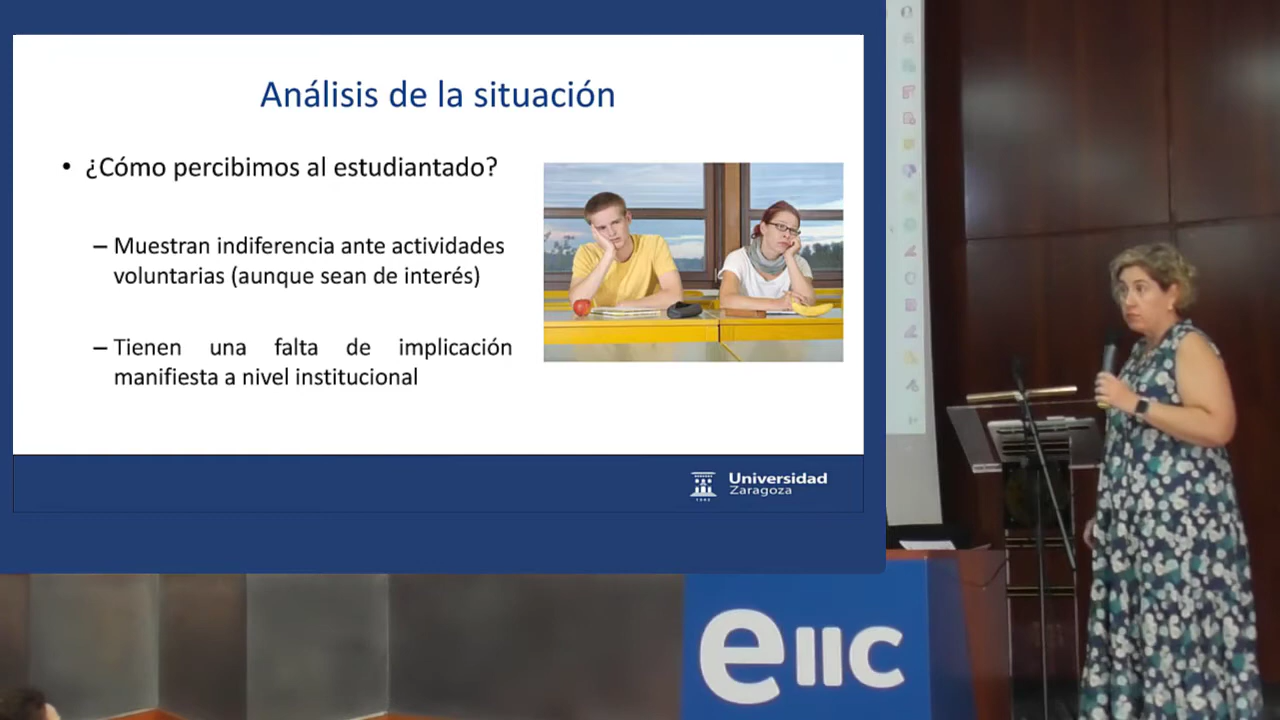 Análisis de la situación
• ¿Cómo percibimos al estudiantado?
– Muestran indiferencia ante actividades
voluntarias (aunque sean de interés)
– Tienen una falta de implicación
manifiesta a nivel institucional
Universidad
Zaragoza
eiic